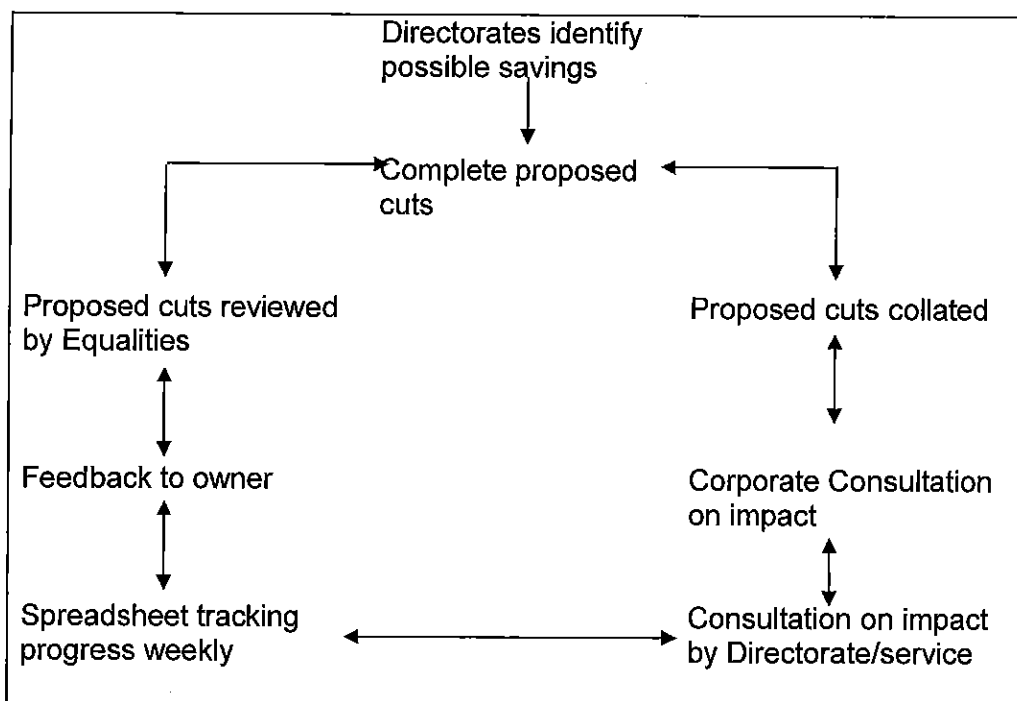 Directorates identify
possible savings
Complete proposed
cuts
Proposed cuts reviewed
by Equalities
Proposed cuts collated
Feedback to owner
Corporate Consultation
on impact
Spreadsheet tracking
progress weekly
Consultation on impact
by Directorate/service